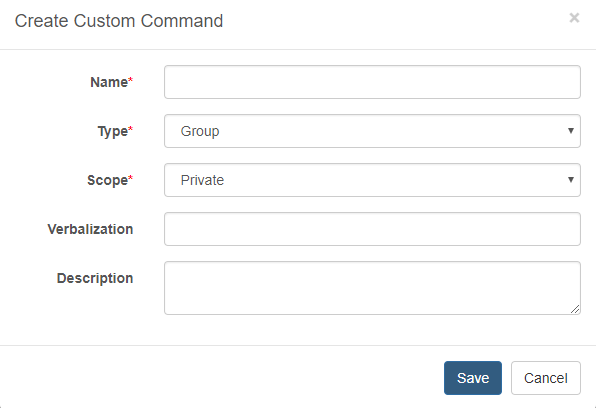 Create Custom Command ×
Name*
Type* Group
Scope* Private
Verbalization
Description
Save Cancel